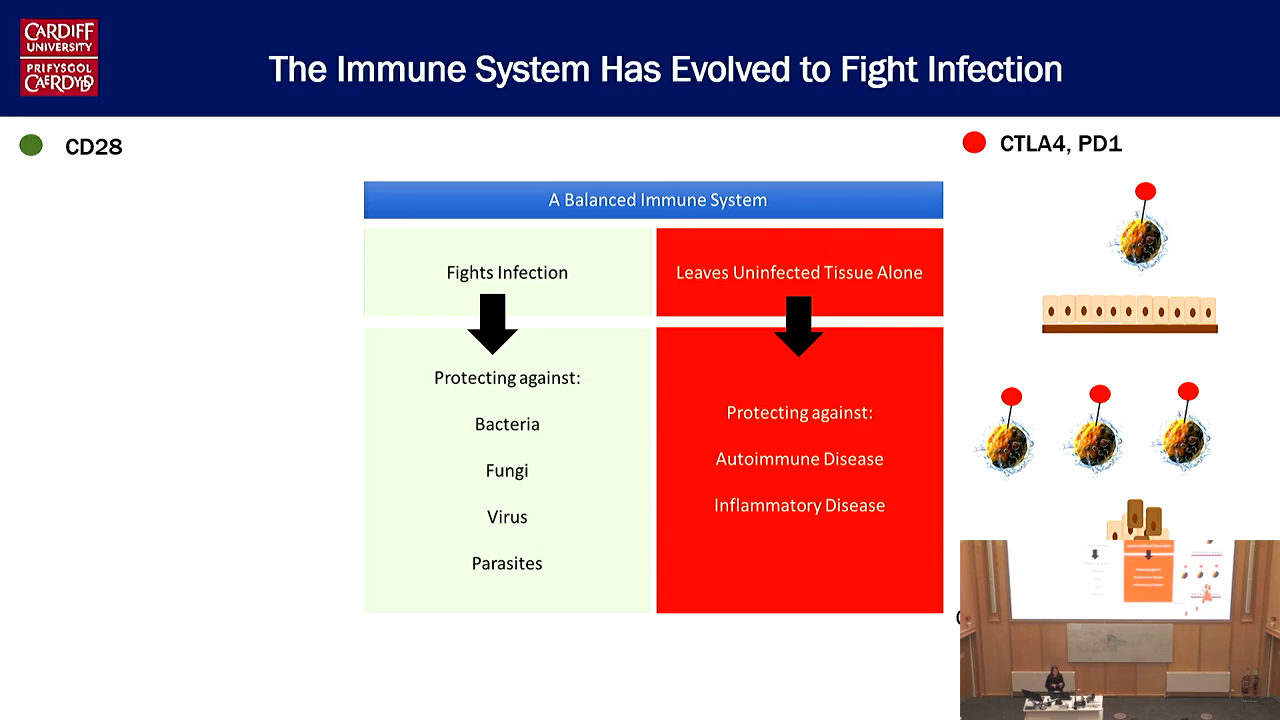 CARDIFF
UNIVERSITY
PRIFYSGOL
CAERDYDD
The Immune System Has Evolved to Fight Infection
CD28
CTLA4, PD1
A Balanced Immune System
Fights Infection
Leaves Uninfected Tissue Alone
Protecting against:
Bacteria
Fungi
Virus
Parasites
Protecting against:
Autoimmune Disease
Inflammatory Disease